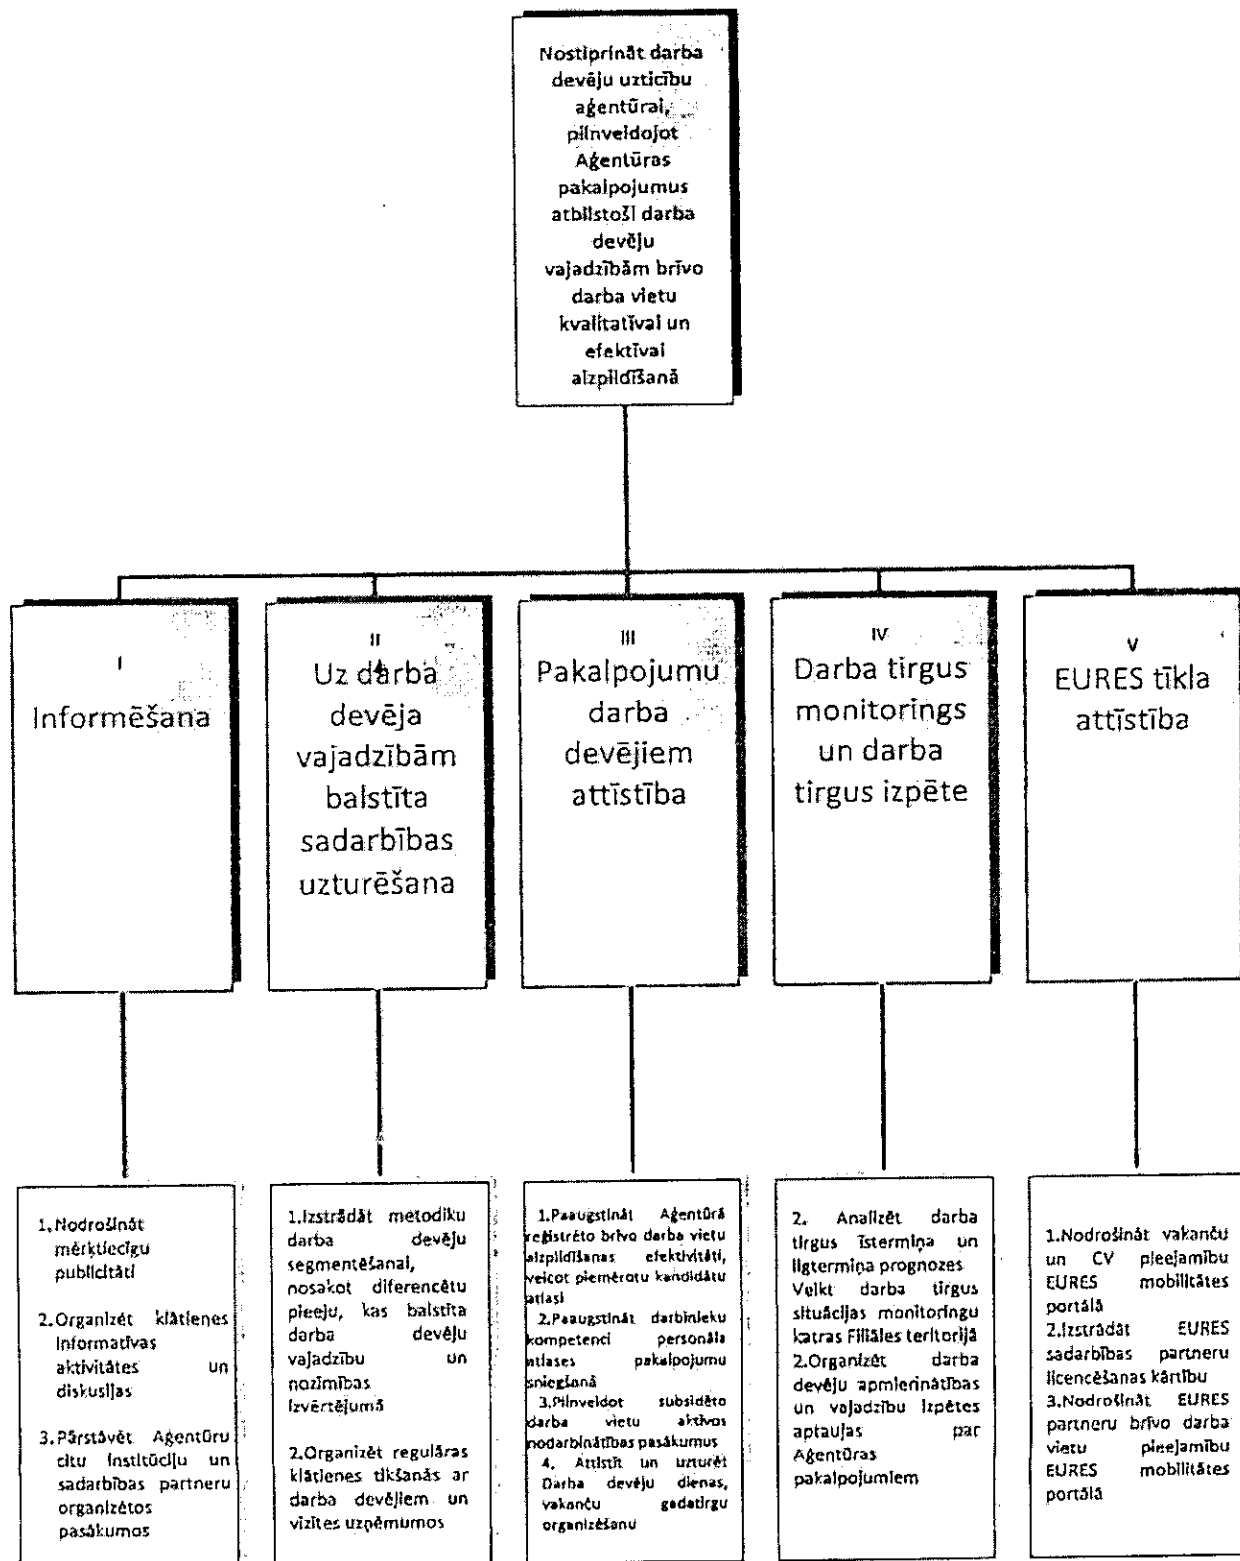 Nostiprināt darba
devēju uzticību
aģentūrai,
pilnveidojot
Aģentūras
pakalpojumus
atbilstoši darba
devēju
vajadzībām brīvo
darba vietu
kvalitatīvai un
efektīvai
aizpildīšanā
I
Informēšana
II
Uz darba
devēja
vajadzībām
balstīta
sadarbības
uzturēšana
III
Pakalpojumu
darba
devējiem
attīstība
IV
Darba tirgus
monitorings
un darba
tirgus izpēte
V
EURES tīkla
attīstība
1. Nodrošināt
mērķtiecīgu
publicitāti
2. Organizēt klātienes
informatīvas
aktivitātes un
diskusijas
3. Pārstāvēt Aģentūru
citu institūciju un
sadarbības partneru
organizētos
pasākumos
1.Izstrādāt metodiku
darba devēju
segmentēšanai,
nosakot diferencētu
pieeju, kas balstīta
darba devēju
vajadzību un
nozīmības
izvērtējumā
2.Organizēt regulāras
klātienes tikšanās ar
darba devējiem un
vizītes uzņēmumos
1.Paaugstināt Aģentūrā
reģistrēto brīvo darba vietu
aizpildīšanas efektivitāti,
veicot piemērotu kandidātu
atlasi
2.Paaugstināt darbinieku
kompetenci personāla
atlases pakalpojumu
sniegšanā
3.Pilnveidot subsidēto
darba vietu aktīvos
nodarbinātības pasākumus
4. Attīstīt un uzturēt
Darba devēju dienas,
vakanču gadatirgu
organizēšanu
2. Analizēt darba
tirgus īstermiņa un
ilgtermiņa prognozes
Veikt darba tirgus
situācijas monitoringu
katras Filiāles teritorijā
2.Organizēt darba
devēju apmierinātības
un vajadzību izpētes
aptaujas par
Aģentūras
pakalpojumiem
1.Nodrošināt vakanču
un CV pieejamību
EURES mobilitātes
portālā
2.Izstrādāt EURES
sadarbības partneru
licencēšanas kārtību
3.Nodrošināt EURES
partneru brīvo darba
vietu pieejamību
EURES mobilitātes
portālā